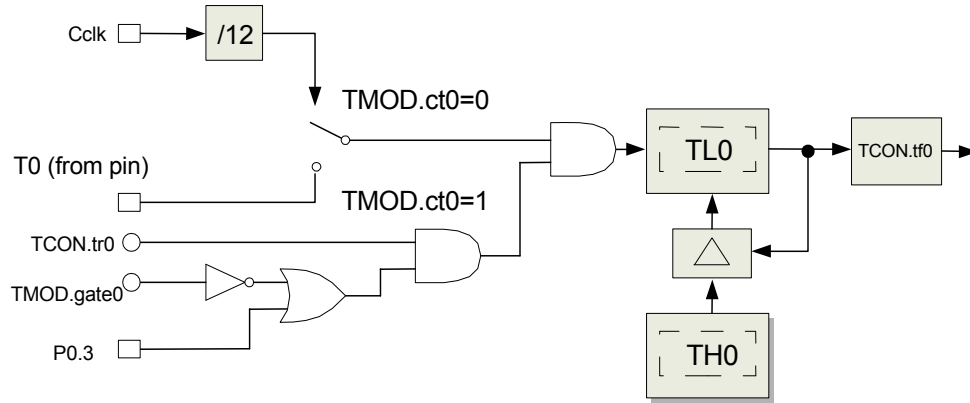 Cclk
/12
TMOD.ct0=0
T0 (from pin)
TMOD.ct0=1
TL0
TCON.tf0
TCON.tr0
TMOD.gate0
P0.3
TH0